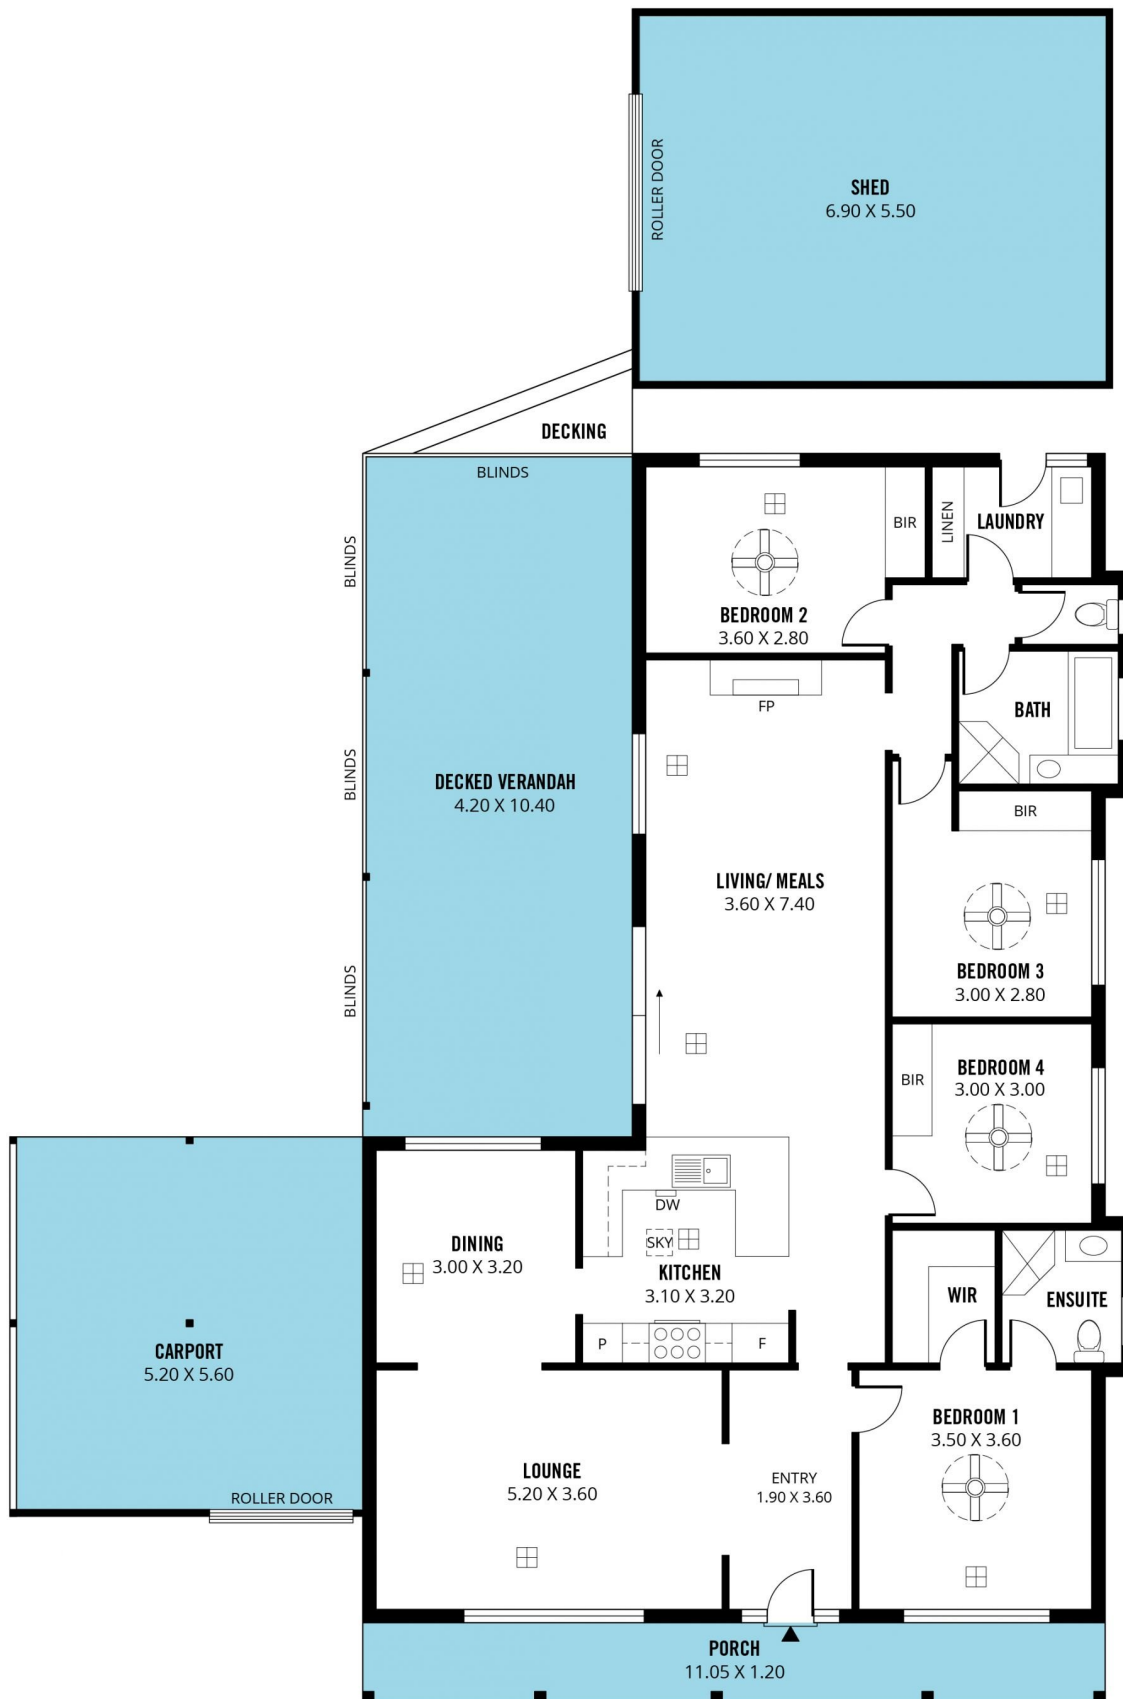 SHED
6.90 X 5.50
ROLLER DOOR
DECKING
BLINDS
BLINDS
BLINDS
BLINDS
DECKED VERANDAH
4.20 X 10.40
BIR
BEDROOM 2
3.60 X 2.80
LINEN
LAUNDRY
FP
BATH
LIVING/ MEALS
3.60 X 7.40
BIR
BEDROOM 3
3.00 X 2.80
BIR
BEDROOM 4
3.00 X 3.00
DW
SKY
KITCHEN
3.10 X 3.20
P
F
DINING
3.00 X 3.20
WIR
ENSUITE
CARPORT
5.20 X 5.60
ROLLER DOOR
LOUNGE
5.20 X 3.60
ENTRY
1.90 X 3.60
BEDROOM 1
3.50 X 3.60
PORCH
11.05 X 1.20